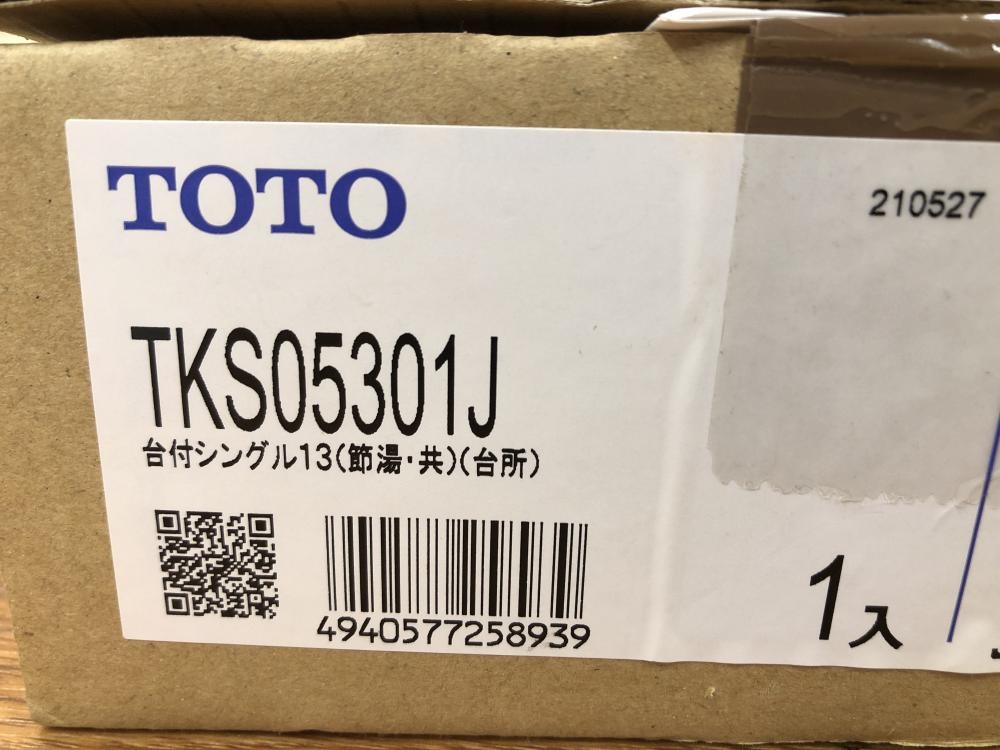 TOTO
210527
TKS05301J
台付シングル13(節湯・共)(台所)
4940577258939
1入